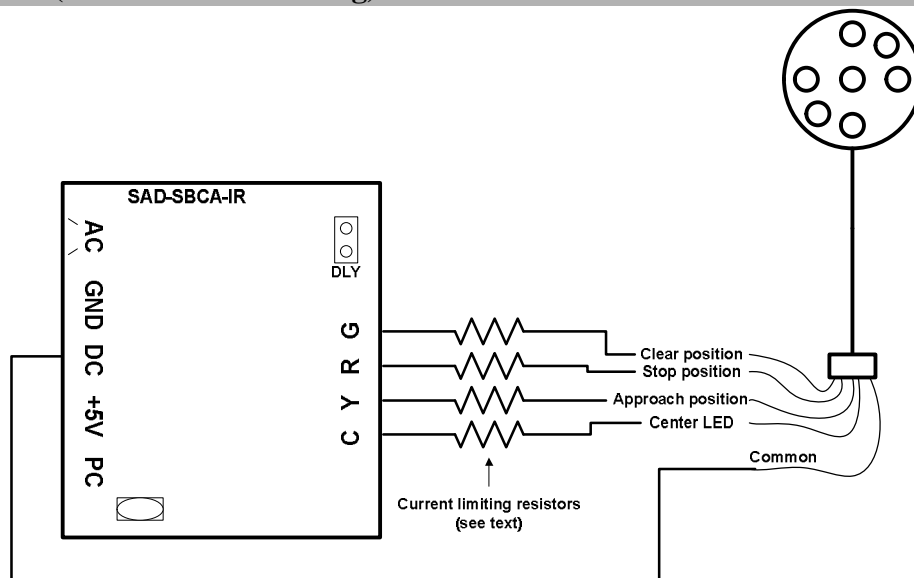 SAD-SBCA-IR
AC
GND
DC
+5V
PC
DLY
G
R
Y
C
Clear position
Stop position
Approach position
Center LED
Common
Current limiting resistors
(see text)